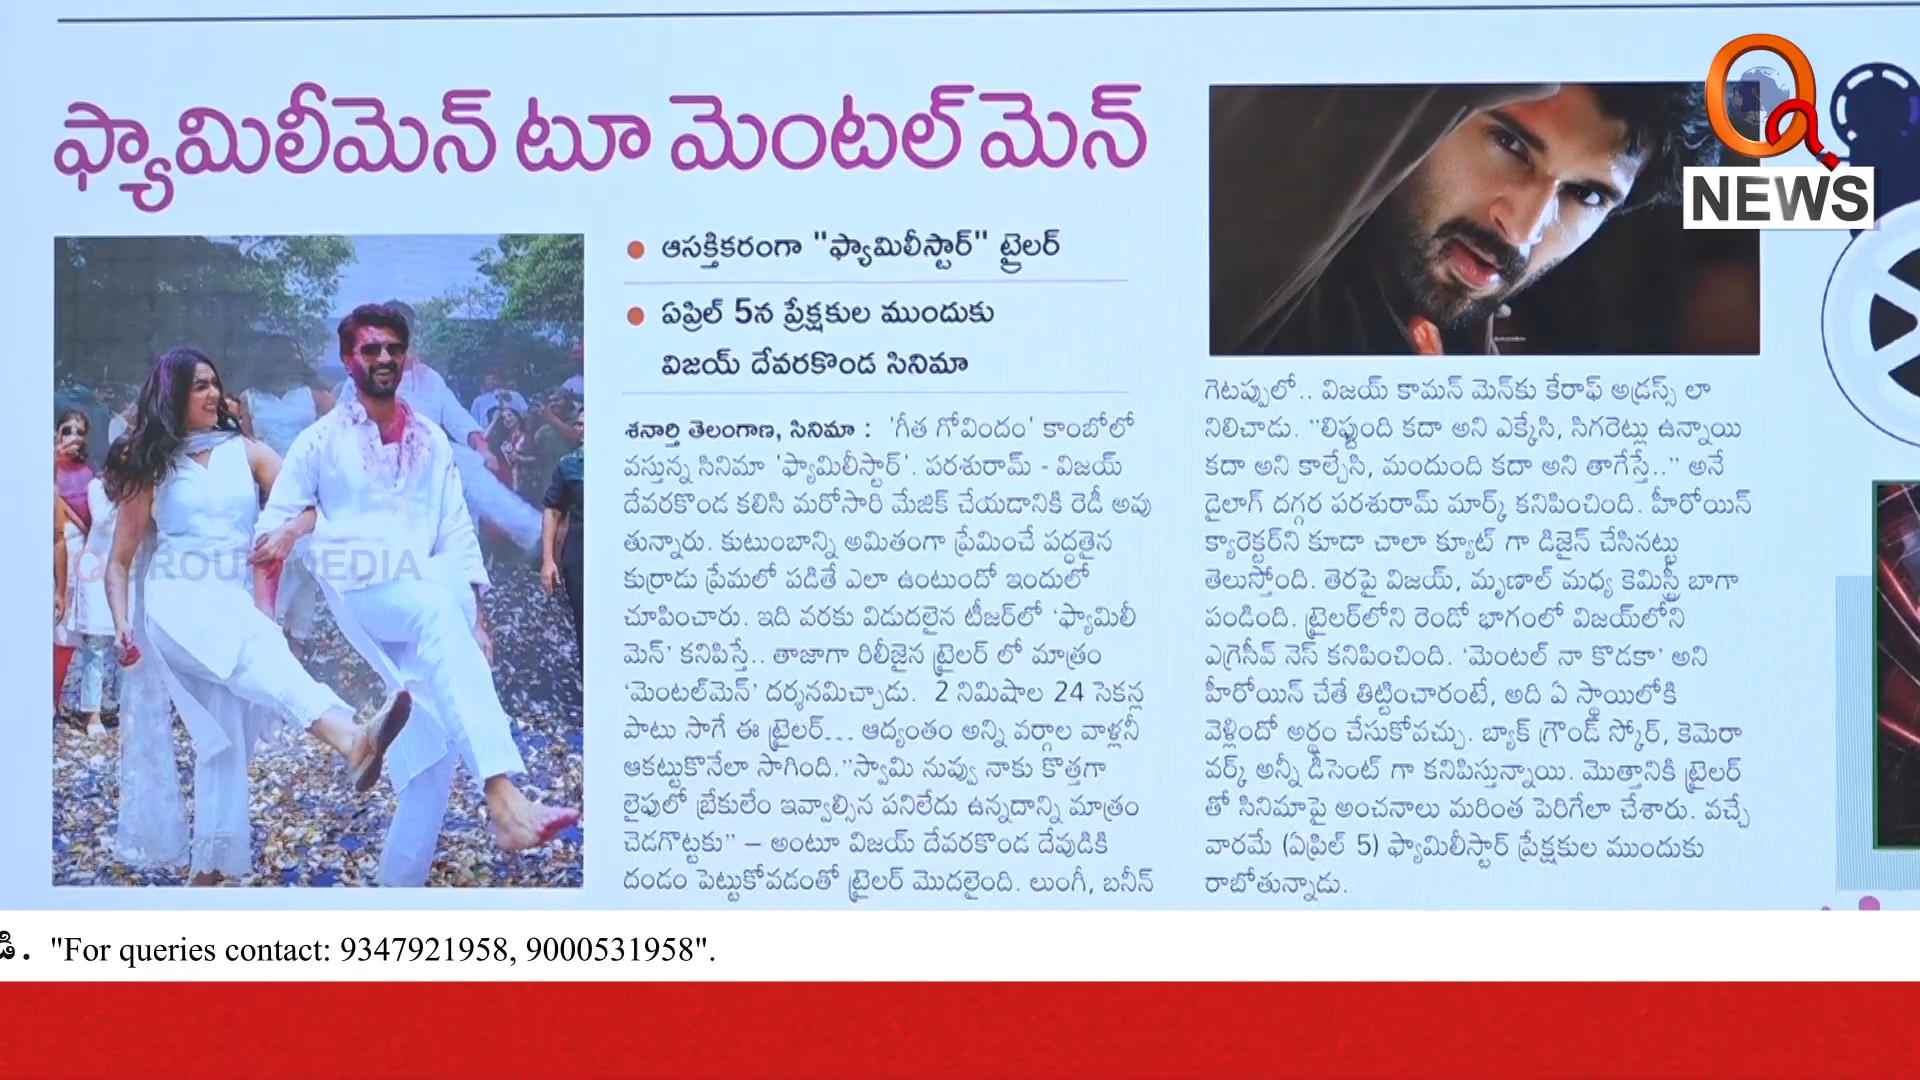 ఫ్యామిలీమెన్ టూ మెంటల్ మెన్
Q NEWS
ఆసక్తికరంగా "ఫ్యామిలీస్టార్" ట్రైలర్
ఏప్రిల్ 5న ప్రేక్షకుల ముందుకు
విజయ్ దేవరకొండ సినిమా
Q GROUP MEDIA
శనార్తి తెలంగాణ, సినిమా : 'గీత గోవిందం' కాంబోలో
వస్తున్న సినిమా 'ఫ్యామిలీస్టార్'. పరశురామ్ - విజయ్
దేవరకొండ కలిసి మరోసారి మేజిక్ చేయడానికి రెడీ అవు
తున్నారు. కుటుంబాన్ని అమితంగా ప్రేమించే పద్ధతైన
కుర్రాడు ప్రేమలో పడితే ఎలా ఉంటుందో ఇందులో
చూపించారు. ఇది వరకు విడుదలైన టీజర్‌లో 'ఫ్యామిలీ
మెన్' కనిపిస్తే.. తాజాగా రిలీజైన ట్రైలర్ లో మాత్రం
'మెంటల్‌మెన్' దర్శనమిచ్చాడు. 2 నిమిషాల 24 సెకన్ల
పాటు సాగే ఈ ట్రైలర్... ఆద్యంతం అన్ని వర్గాల వాళ్లనీ
ఆకట్టుకొనేలా సాగింది."స్వామి నువ్వు నాకు కొత్తగా
లైఫులో బ్రేకులేం ఇవ్వాల్సిన పనిలేదు ఉన్నదాన్ని మాత్రం
చెడగొట్టకు" – అంటూ విజయ్ దేవరకొండ దేవుడికి
దండం పెట్టుకోవడంతో ట్రైలర్ మొదలైంది. లుంగీ, బనీన్
గెటప్పులో.. విజయ్ కామన్ మెన్‌కు కేరాఫ్ అడ్రస్స్ లా
నిలిచాడు. "లిఫ్టుంది కదా అని ఎక్కేసి, సిగరెట్లు ఉన్నాయి
కదా అని కాల్చేసి, మందుంది కదా అని తాగేస్తే.." అనే
డైలాగ్ దగ్గర పరశురామ్ మార్క్ కనిపించింది. హీరోయిన్
క్యారెక్టర్‌ని కూడా చాలా క్యూట్ గా డిజైన్ చేసినట్టు
తెలుస్తోంది. తెరపై విజయ్, మృణాల్ మధ్య కెమిస్ట్రీ బాగా
పండింది. ట్రైలర్‌లోని రెండో భాగంలో విజయ్‌లోని
ఎగ్రెసీవ్ నెస్ కనిపించింది. 'మెంటల్ నా కొడకా' అని
హీరోయిన్ చేతే తిట్టించారంటే, అది ఏ స్థాయిలోకి
వెళ్లిందో అర్థం చేసుకోవచ్చు. బ్యాక్ గ్రౌండ్ స్కోర్, కెమెరా
వర్క్ అన్నీ డీసెంట్ గా కనిపిస్తున్నాయి. మొత్తానికి ట్రైలర్
తో సినిమాపై అంచనాలు మరింత పెరిగేలా చేశారు. వచ్చే
వారమే (ఏప్రిల్ 5) ఫ్యామిలీస్టార్ ప్రేక్షకుల ముందుకు
రాబోతున్నాడు.
"For queries contact: 9347921958, 9000531958".